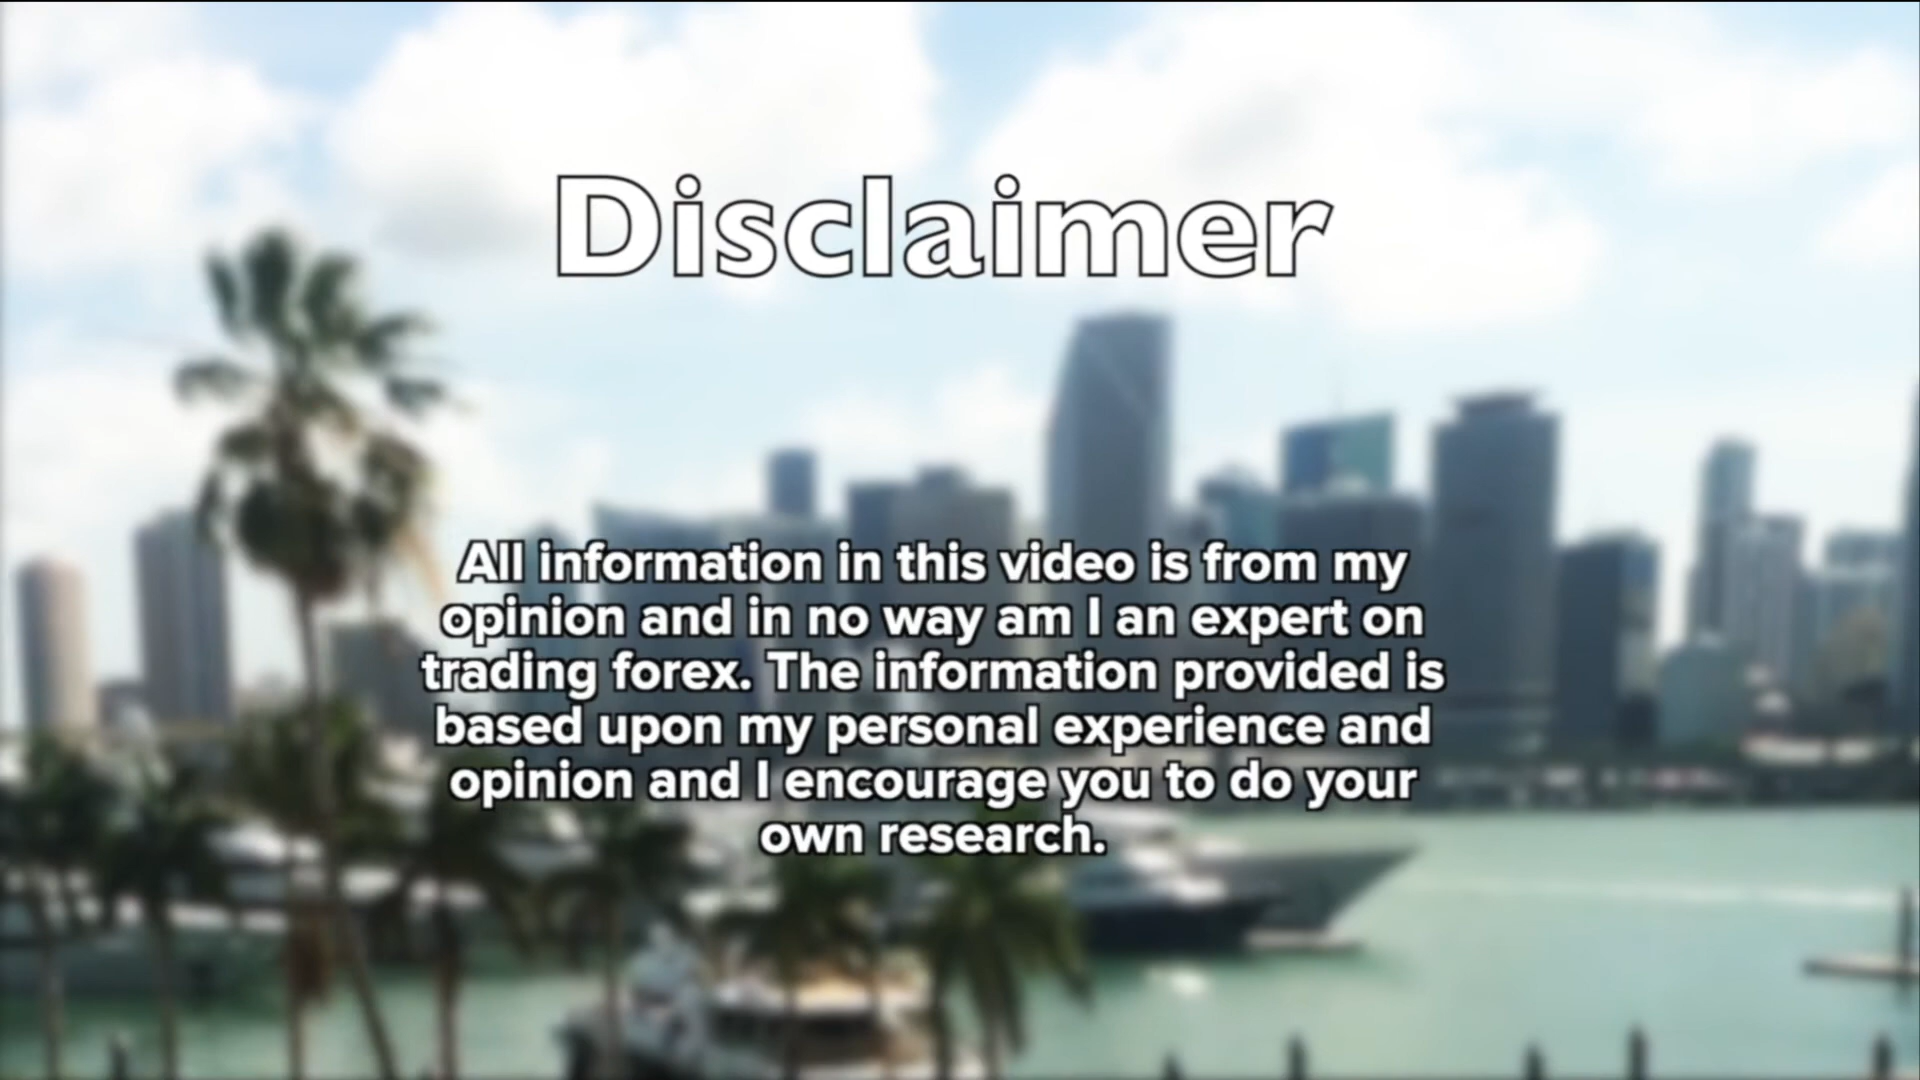 Disclaimer
All information in this video is from my
opinion and in no way am I an expert on
trading forex. The information provided is
based upon my personal experience and
opinion and I encourage you to do your
own research.